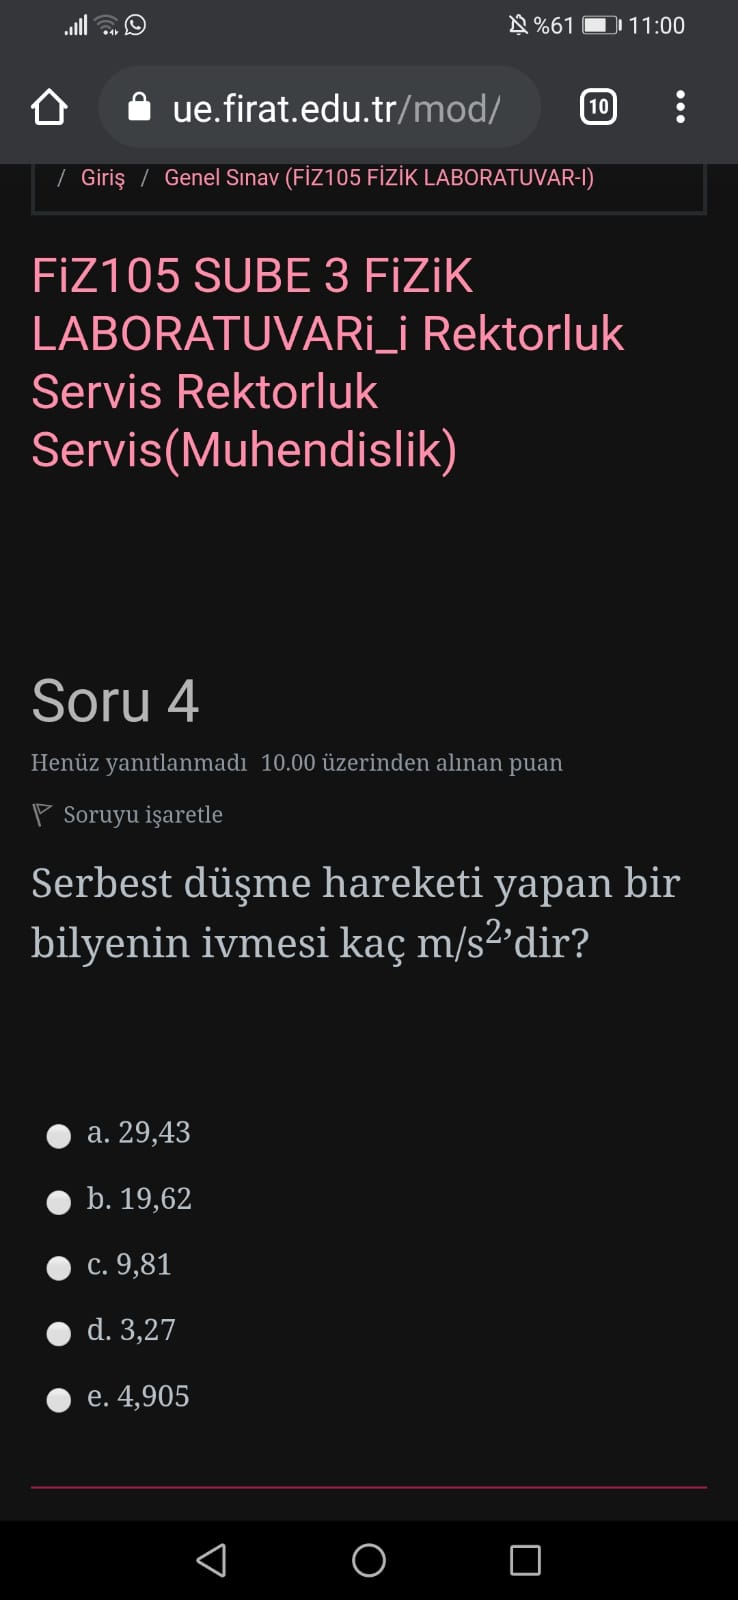 %61 11:00
ue.firat.edu.tr/mod/
10
/ Giriş / Genel Sınav (FİZ105 FİZİK LABORATUVAR-I)
FiZ105 SUBE 3 FiZiK
LABORATUVARi_i Rektorluk
Servis Rektorluk
Servis(Muhendislik)
Soru 4
Henüz yanıtlanmadı 10.00 üzerinden alınan puan
Soruyu işaretle
Serbest düşme hareketi yapan bir
bilyenin ivmesi kaç m/s²’dir?
a. 29,43
b. 19,62
c. 9,81
d. 3,27
e. 4,905